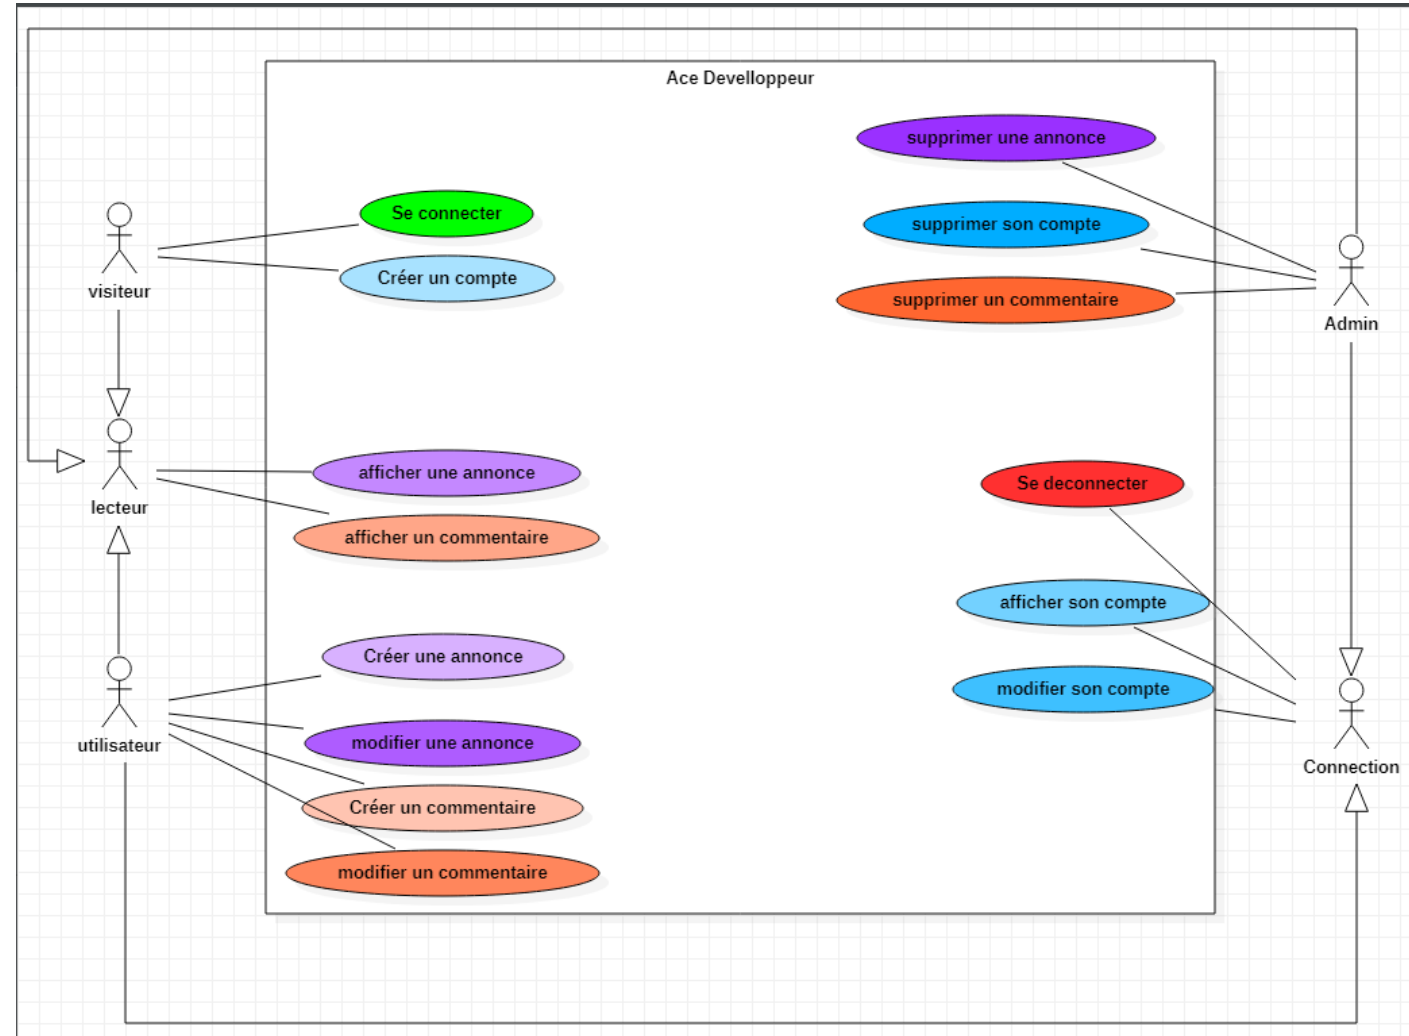 Ace Develloppeur
supprimer une annonce
Se connecter
supprimer son compte
Créer un compte
visiteur
supprimer un commentaire
Admin
afficher une annonce
Se deconnecter
lecteur
afficher un commentaire
afficher son compte
Créer une annonce
modifier son compte
utilisateur
modifier une annonce
Connection
Créer un commentaire
modifier un commentaire